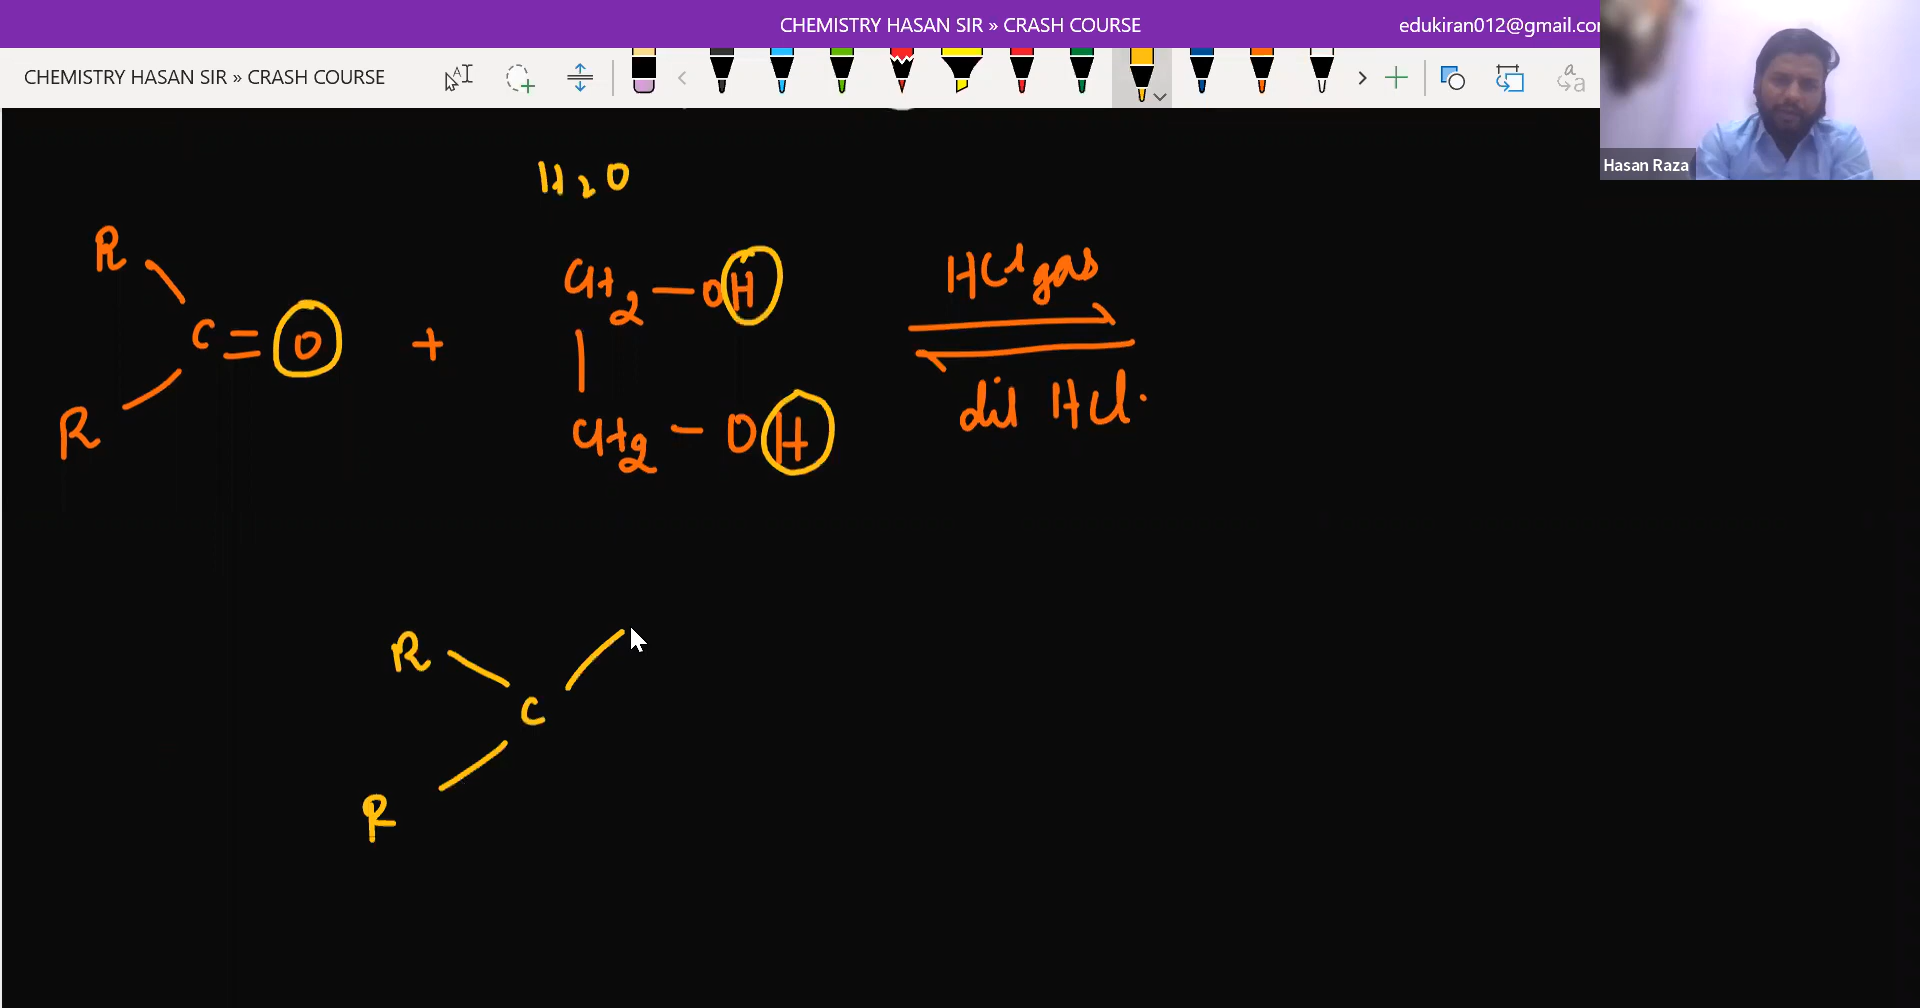 CHEMISTRY HASAN SIR » CRASH COURSE
edukiran012@gmail.co
CHEMISTRY HASAN SIR » CRASH COURSE
Hasan Raza
H₂O
R
CH₂ — OH
HCl gas
C = O + 
dil HCl.
R
CH₂ — OH
R
C
R